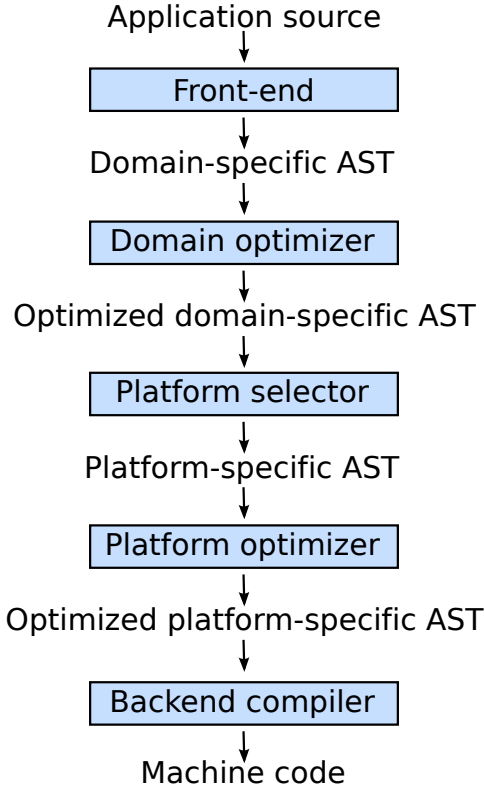 Application source
Front-end
Domain-specific AST
Domain optimizer
Optimized domain-specific AST
Platform selector
Platform-specific AST
Platform optimizer
Optimized platform-specific AST
Backend compiler
Machine code